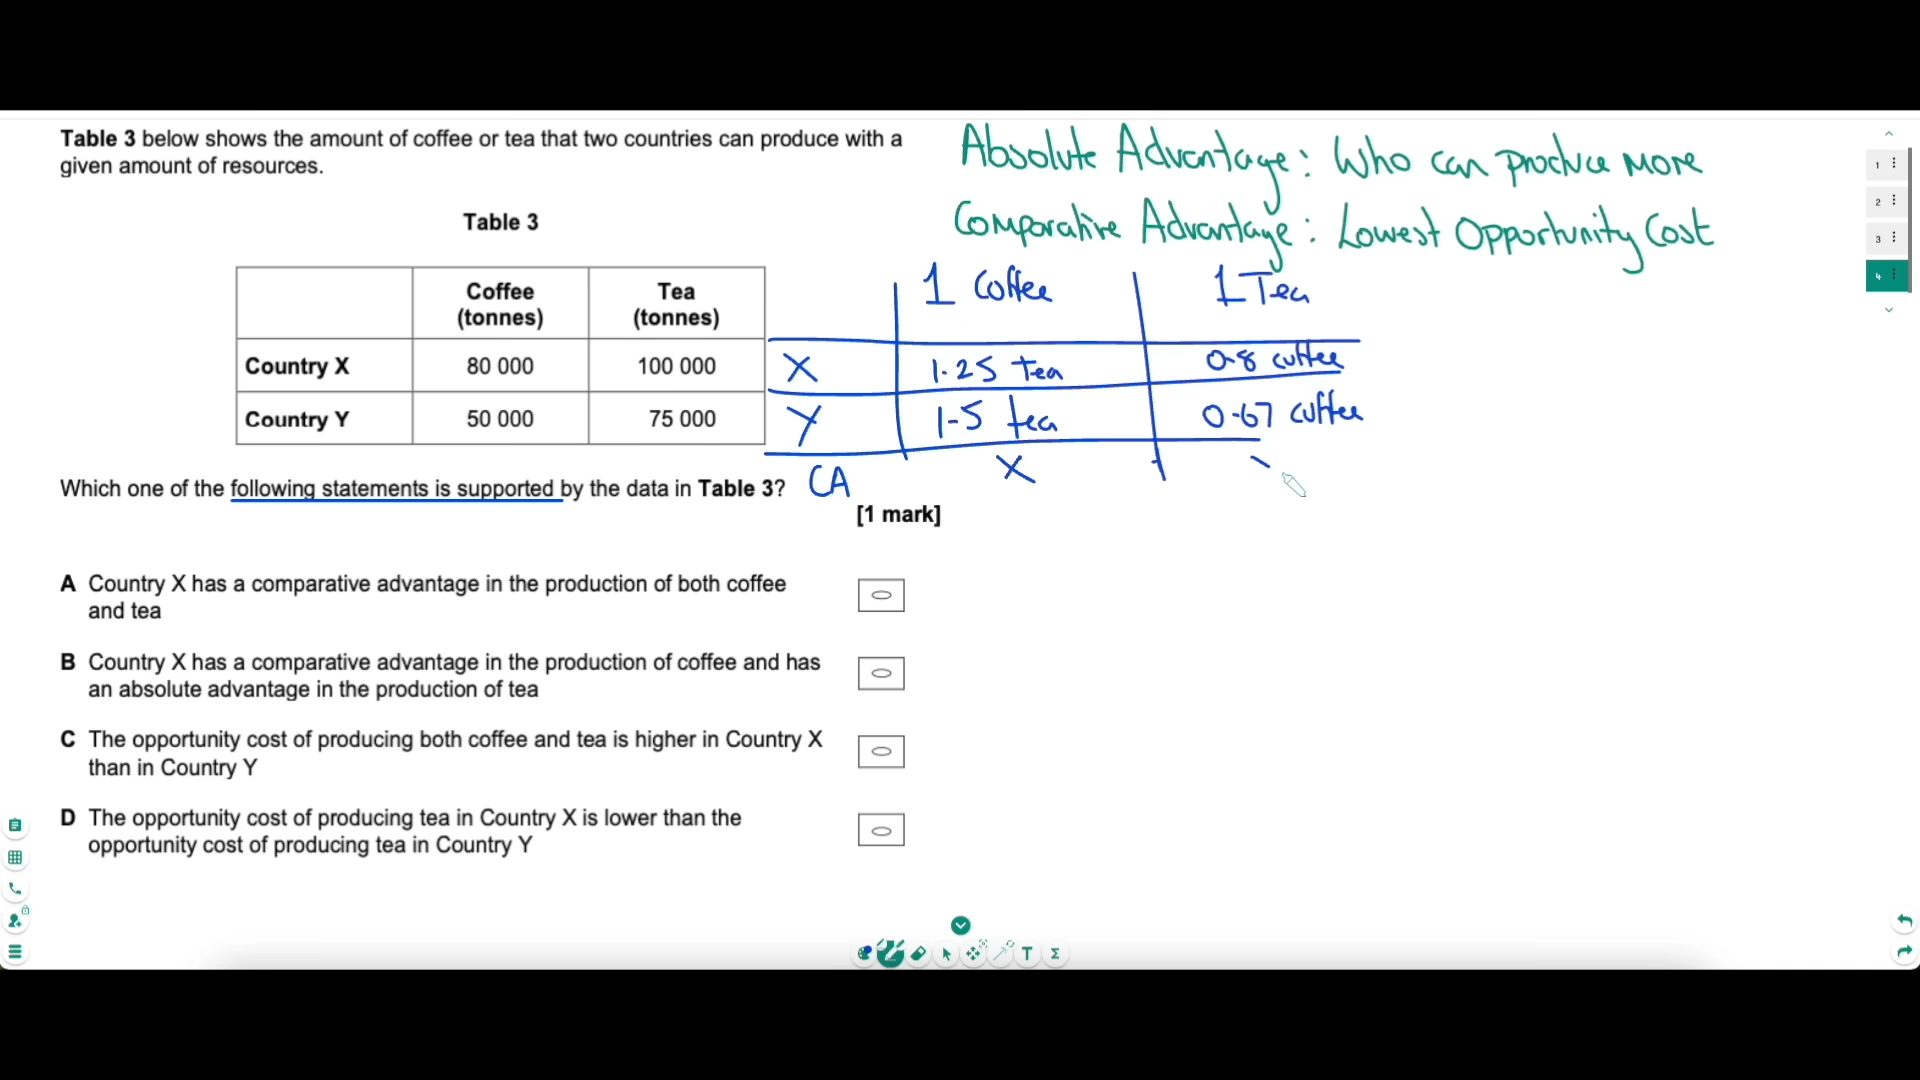 Table 3 below shows the amount of coffee or tea that two countries can produce with a
given amount of resources.
Absolute Advantage: Who can produce More
Comparative Advantage: Lowest Opportunity Cost
Table 3
Coffee (tonnes) Tea (tonnes)
Country X 80 000 100 000
Country Y 50 000 75 000
1 Coffee 1 Tea
X 1.25 tea 0.8 coffee
Y 1.5 tea 0.67 coffee
CA X
Which one of the following statements is supported by the data in Table 3?
[1 mark]
A Country X has a comparative advantage in the production of both coffee
and tea
B Country X has a comparative advantage in the production of coffee and has
an absolute advantage in the production of tea
C The opportunity cost of producing both coffee and tea is higher in Country X
than in Country Y
D The opportunity cost of producing tea in Country X is lower than the
opportunity cost of producing tea in Country Y
1
2
3
4
T Σ